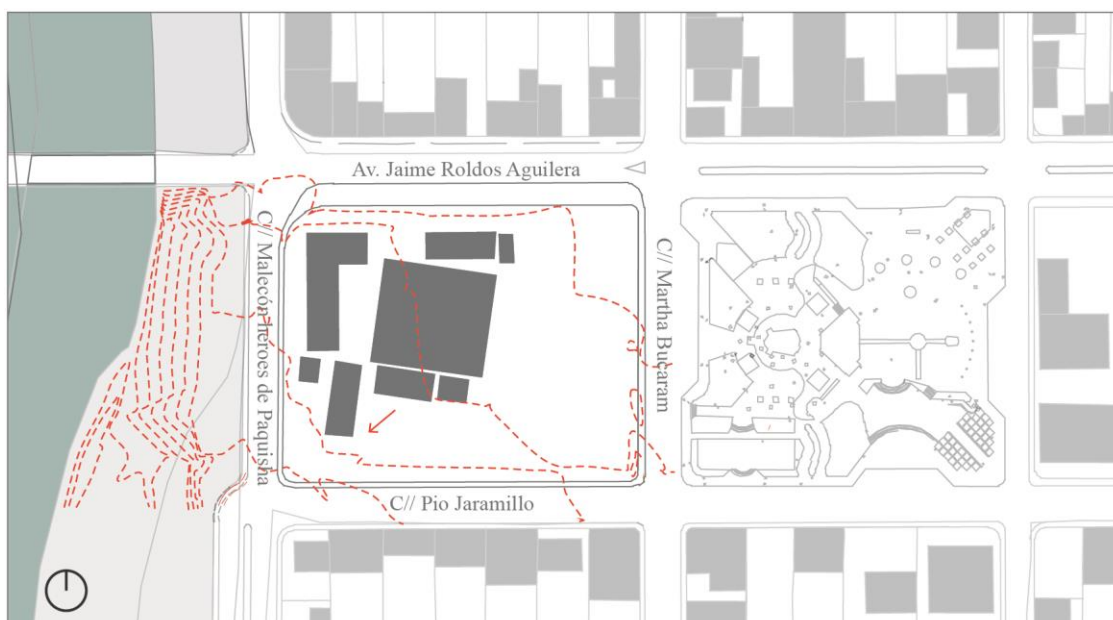 Av. Jaime Roldos Aguilera
C// Malecón heroes de Paquisha
C// Martha Bucaram
C// Pio Jaramillo